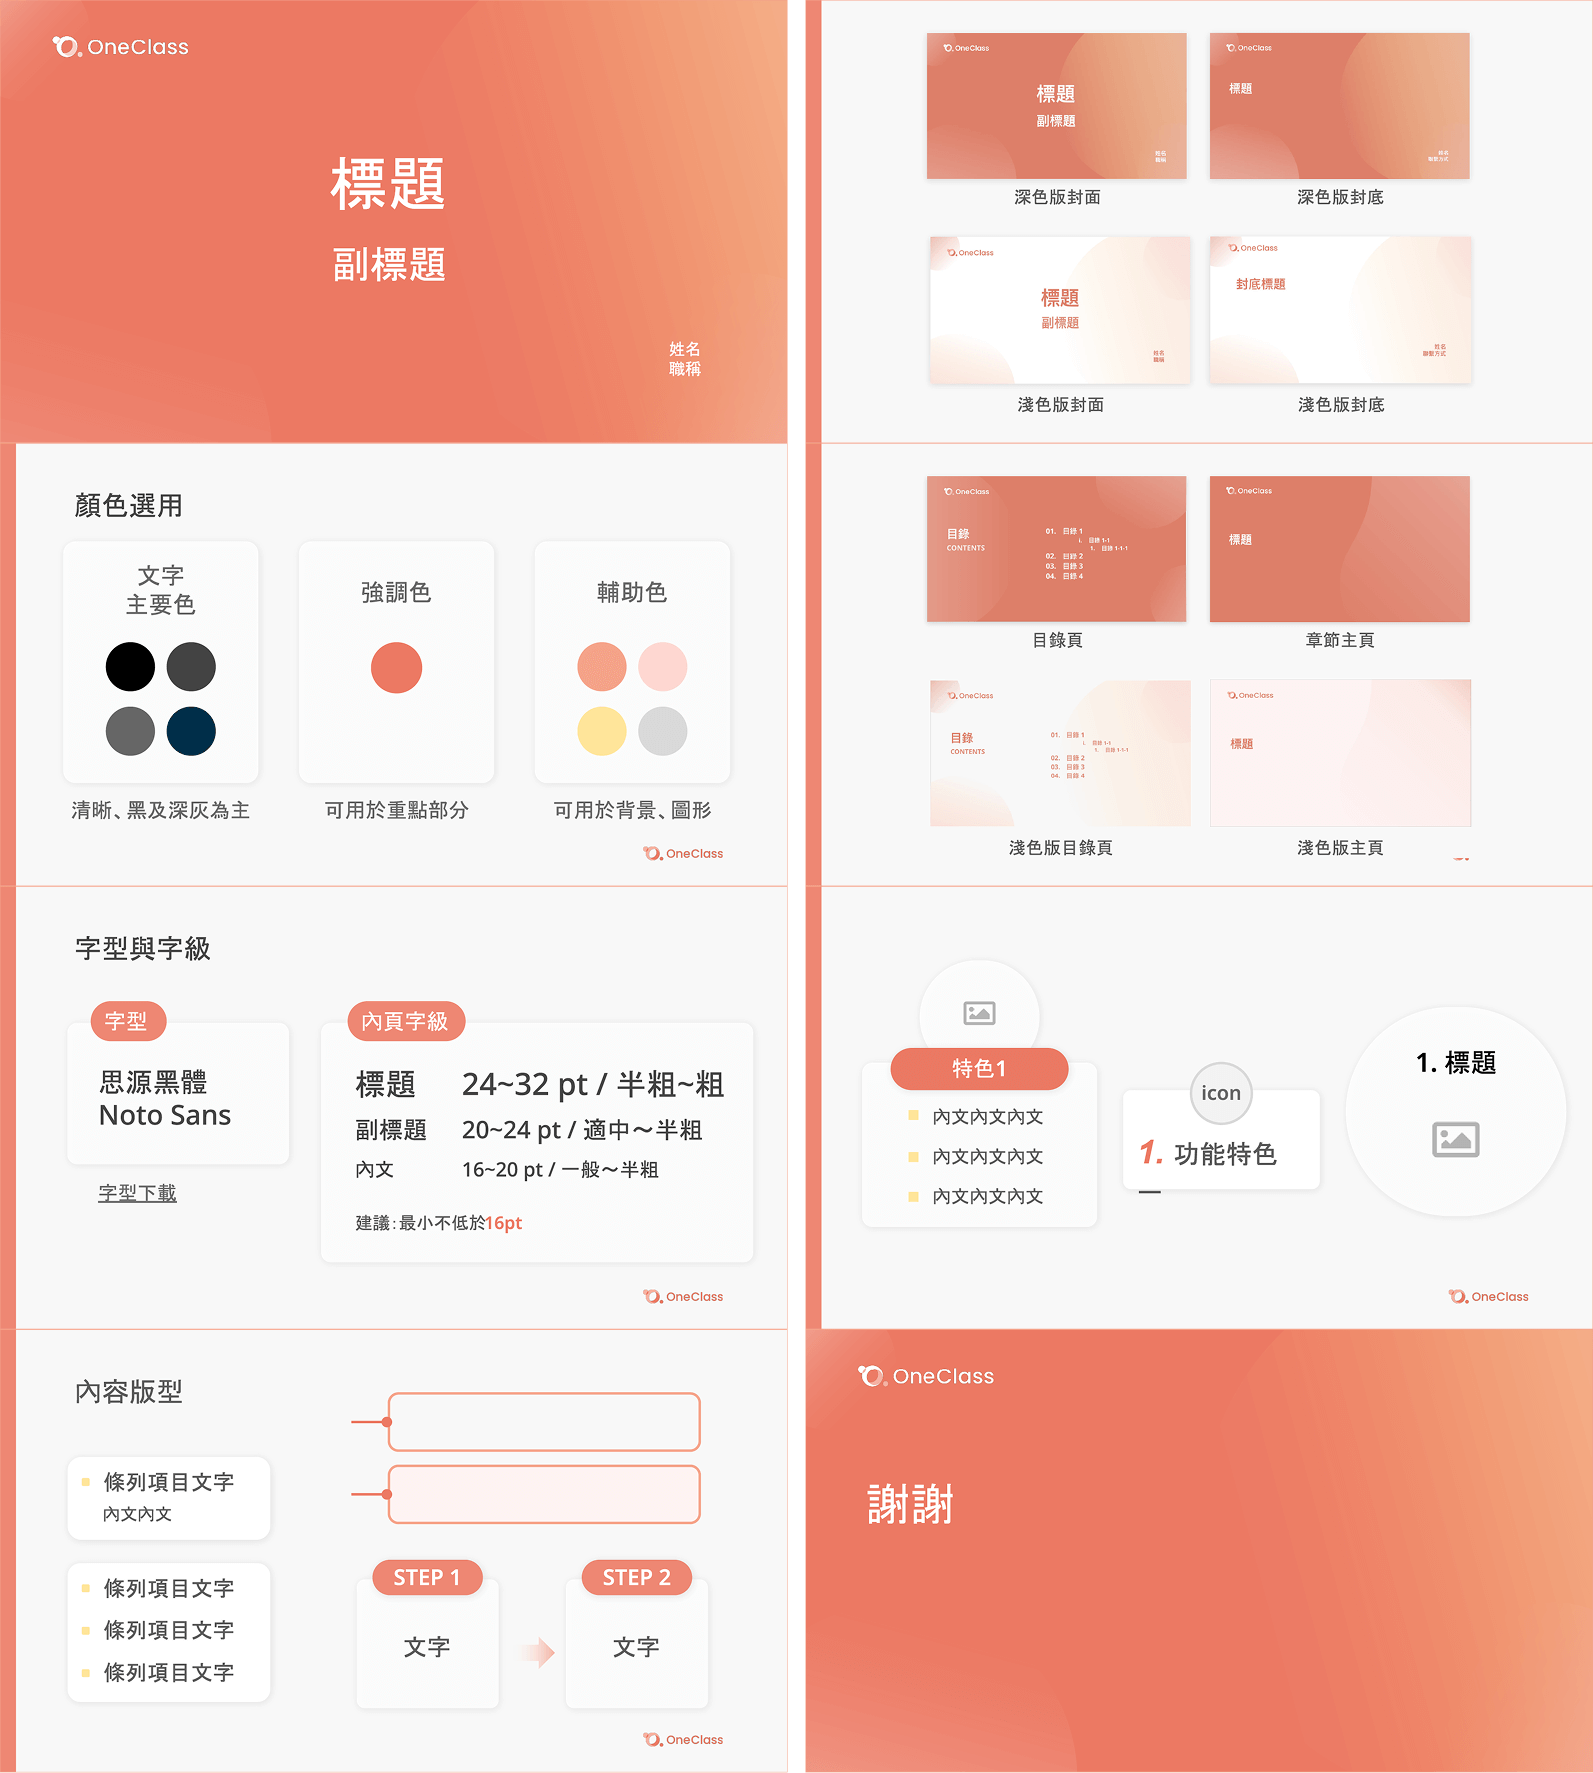 OneClass
標題
副標題
姓名
職稱
OneClass
標題
副標題
姓名
職稱
深色版封面
OneClass
標題
姓名
聯繫方式
深色版封底
OneClass
標題
副標題
姓名
職稱
淺色版封面
OneClass
封底標題
姓名
聯繫方式
淺色版封底
顏色選用
文字
主要色
清晰、黑及深灰為主
強調色
可用於重點部分
輔助色
可用於背景、圖形
OneClass
OneClass
目錄
CONTENTS
01. 目錄 1
i. 目錄 1-1
1. 目錄 1-1-1
02. 目錄 2
03. 目錄 3
04. 目錄 4
目錄頁
OneClass
標題
章節主頁
OneClass
目錄
CONTENTS
01. 目錄 1
i. 目錄 1-1
1. 目錄 1-1-1
02. 目錄 2
03. 目錄 3
04. 目錄 4
淺色版目錄頁
OneClass
標題
淺色版主頁
字型與字級
字型
思源黑體
Noto Sans
字型下載
內頁字級
標題 24~32 pt / 半粗~粗
副標題 20~24 pt / 適中～半粗
內文 16~20 pt / 一般～半粗
建議：最小不低於16pt
OneClass
特色1
內文內文內文
內文內文內文
內文內文內文
icon
1. 功能特色
1. 標題
OneClass
內容版型
條列項目文字
內文內文
條列項目文字
條列項目文字
條列項目文字
STEP 1
文字
STEP 2
文字
OneClass
OneClass
謝謝